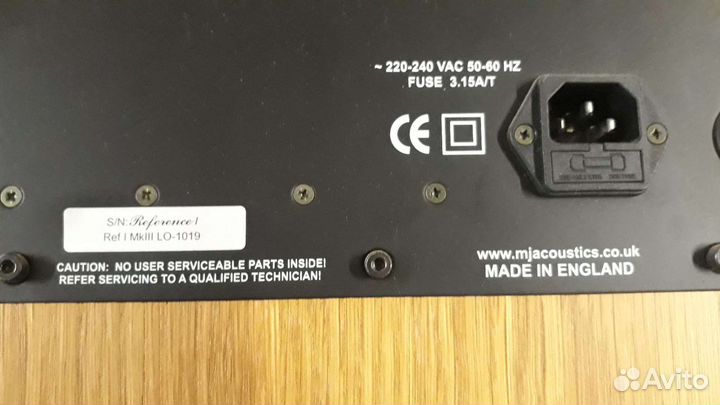 ~ 220-240 VAC 50-60 HZ
FUSE 3.15A/T
CE
S/N: Reference I
Ref I MkIII LO-1019
CAUTION: NO USER SERVICEABLE PARTS INSIDE!
REFER SERVICING TO A QUALIFIED TECHNICIAN!
www.mjacoustics.co.uk
MADE IN ENGLAND
Avito